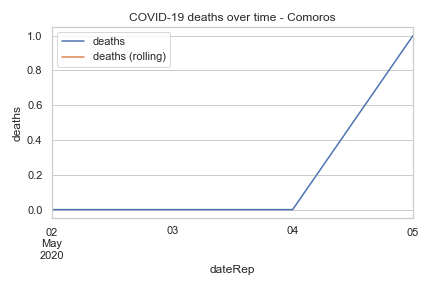 COVID-19 deaths over time - Comoros
deaths
deaths (rolling)
1.0
0.8
0.6
0.4
0.2
0.0
deaths
02
May
2020
03
04
05
dateRep